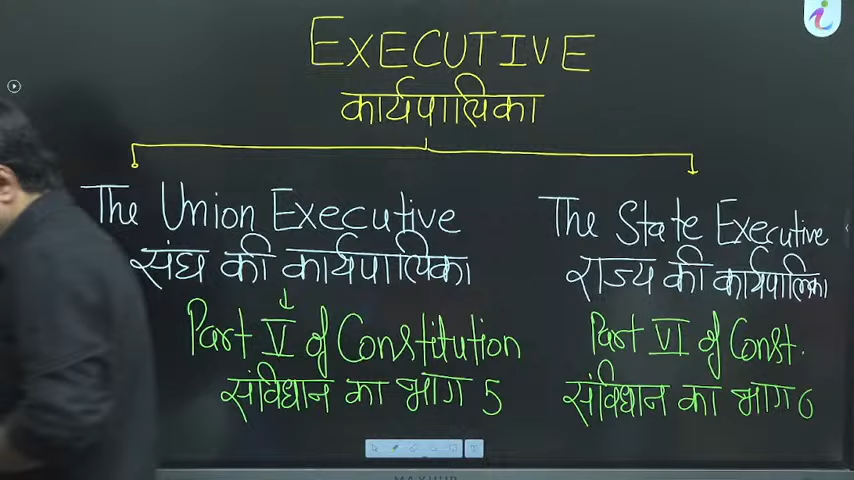 EXECUTIVE
कार्यपालिका
The Union Executive
संघ की कार्यपालिका
Part V of Constitution
संविधान का भाग 5
The State Executive
राज्य की कार्यपालिका
Part VI of Const.
संविधान का भाग 6
MAXHUB